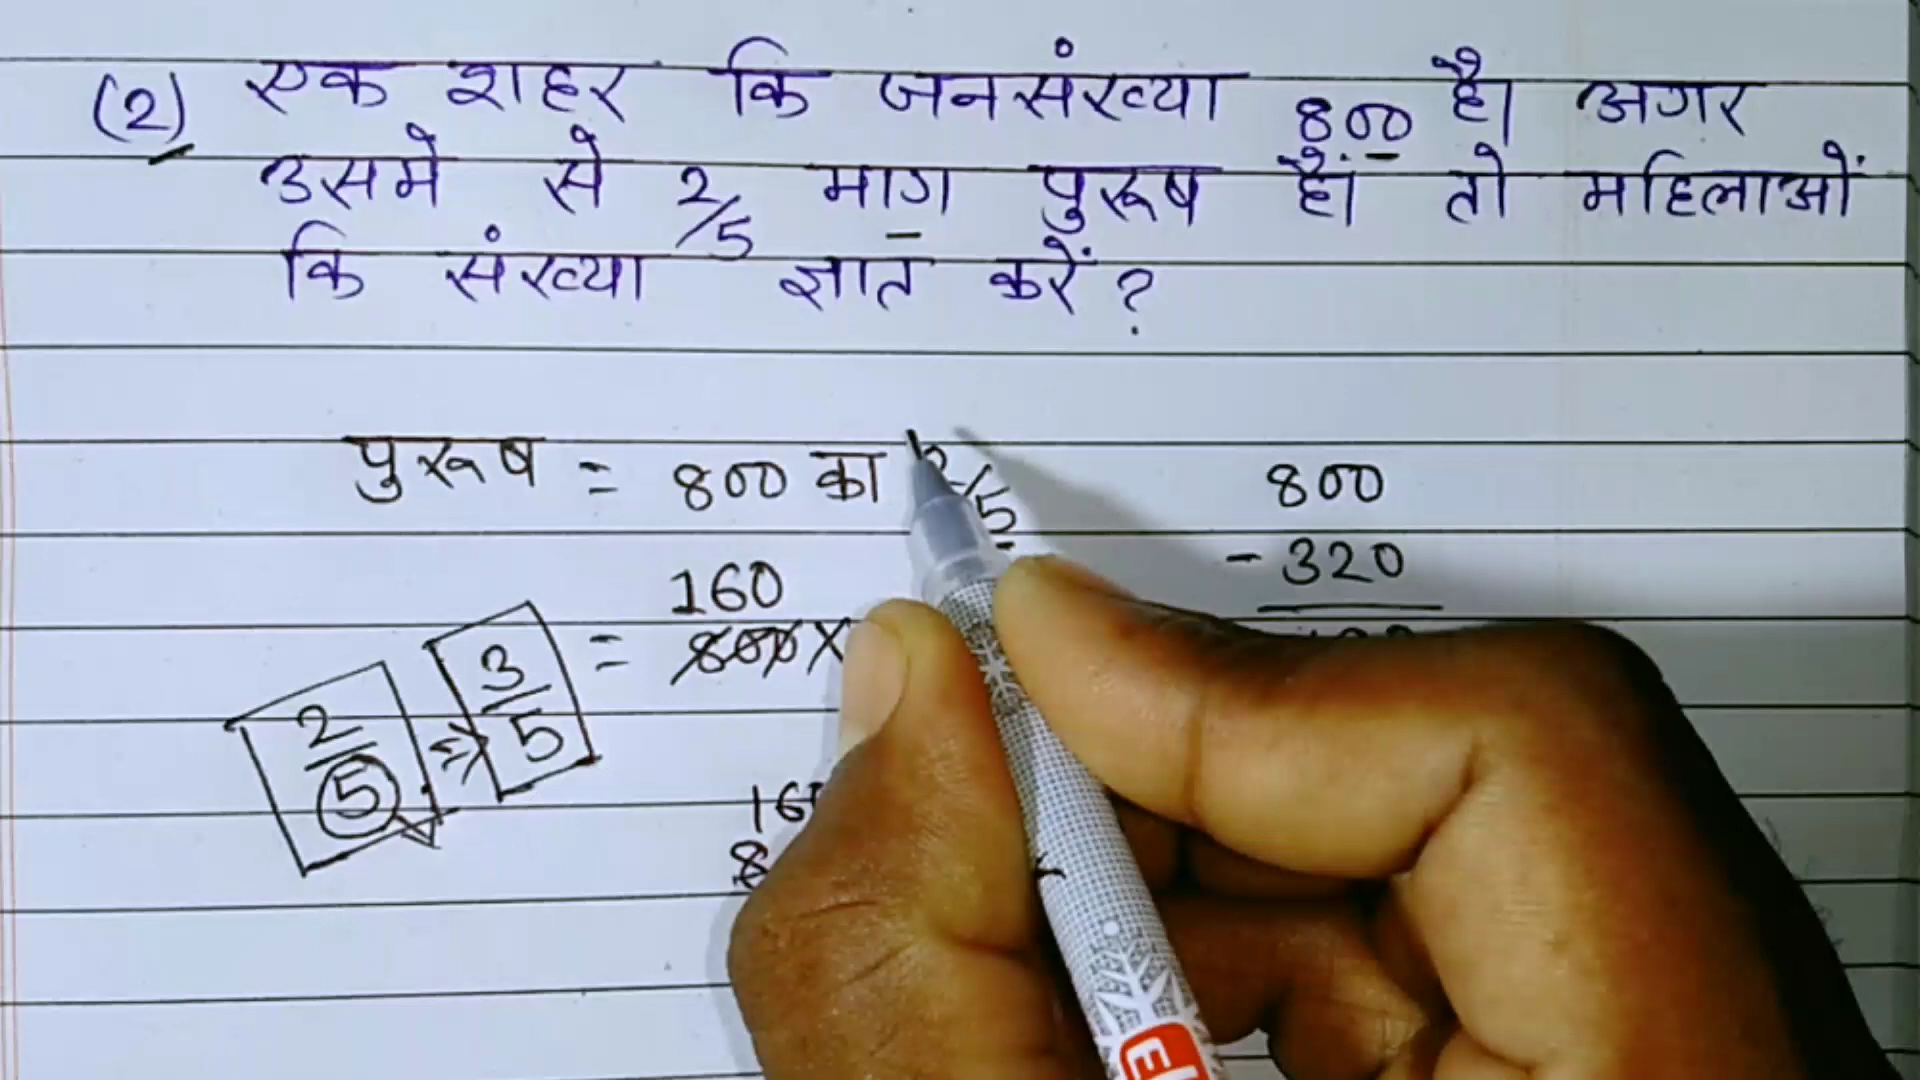 (2) एक शहर कि जनसंख्या 800 है। अगर
उसमे से 2/5 भाग पुरूष है। तो महिलाओं
कि संख्या ज्ञात करें?
पुरूष = 800 का 2/5
800
- 320
160
= 800 X
2/5 => 3/5